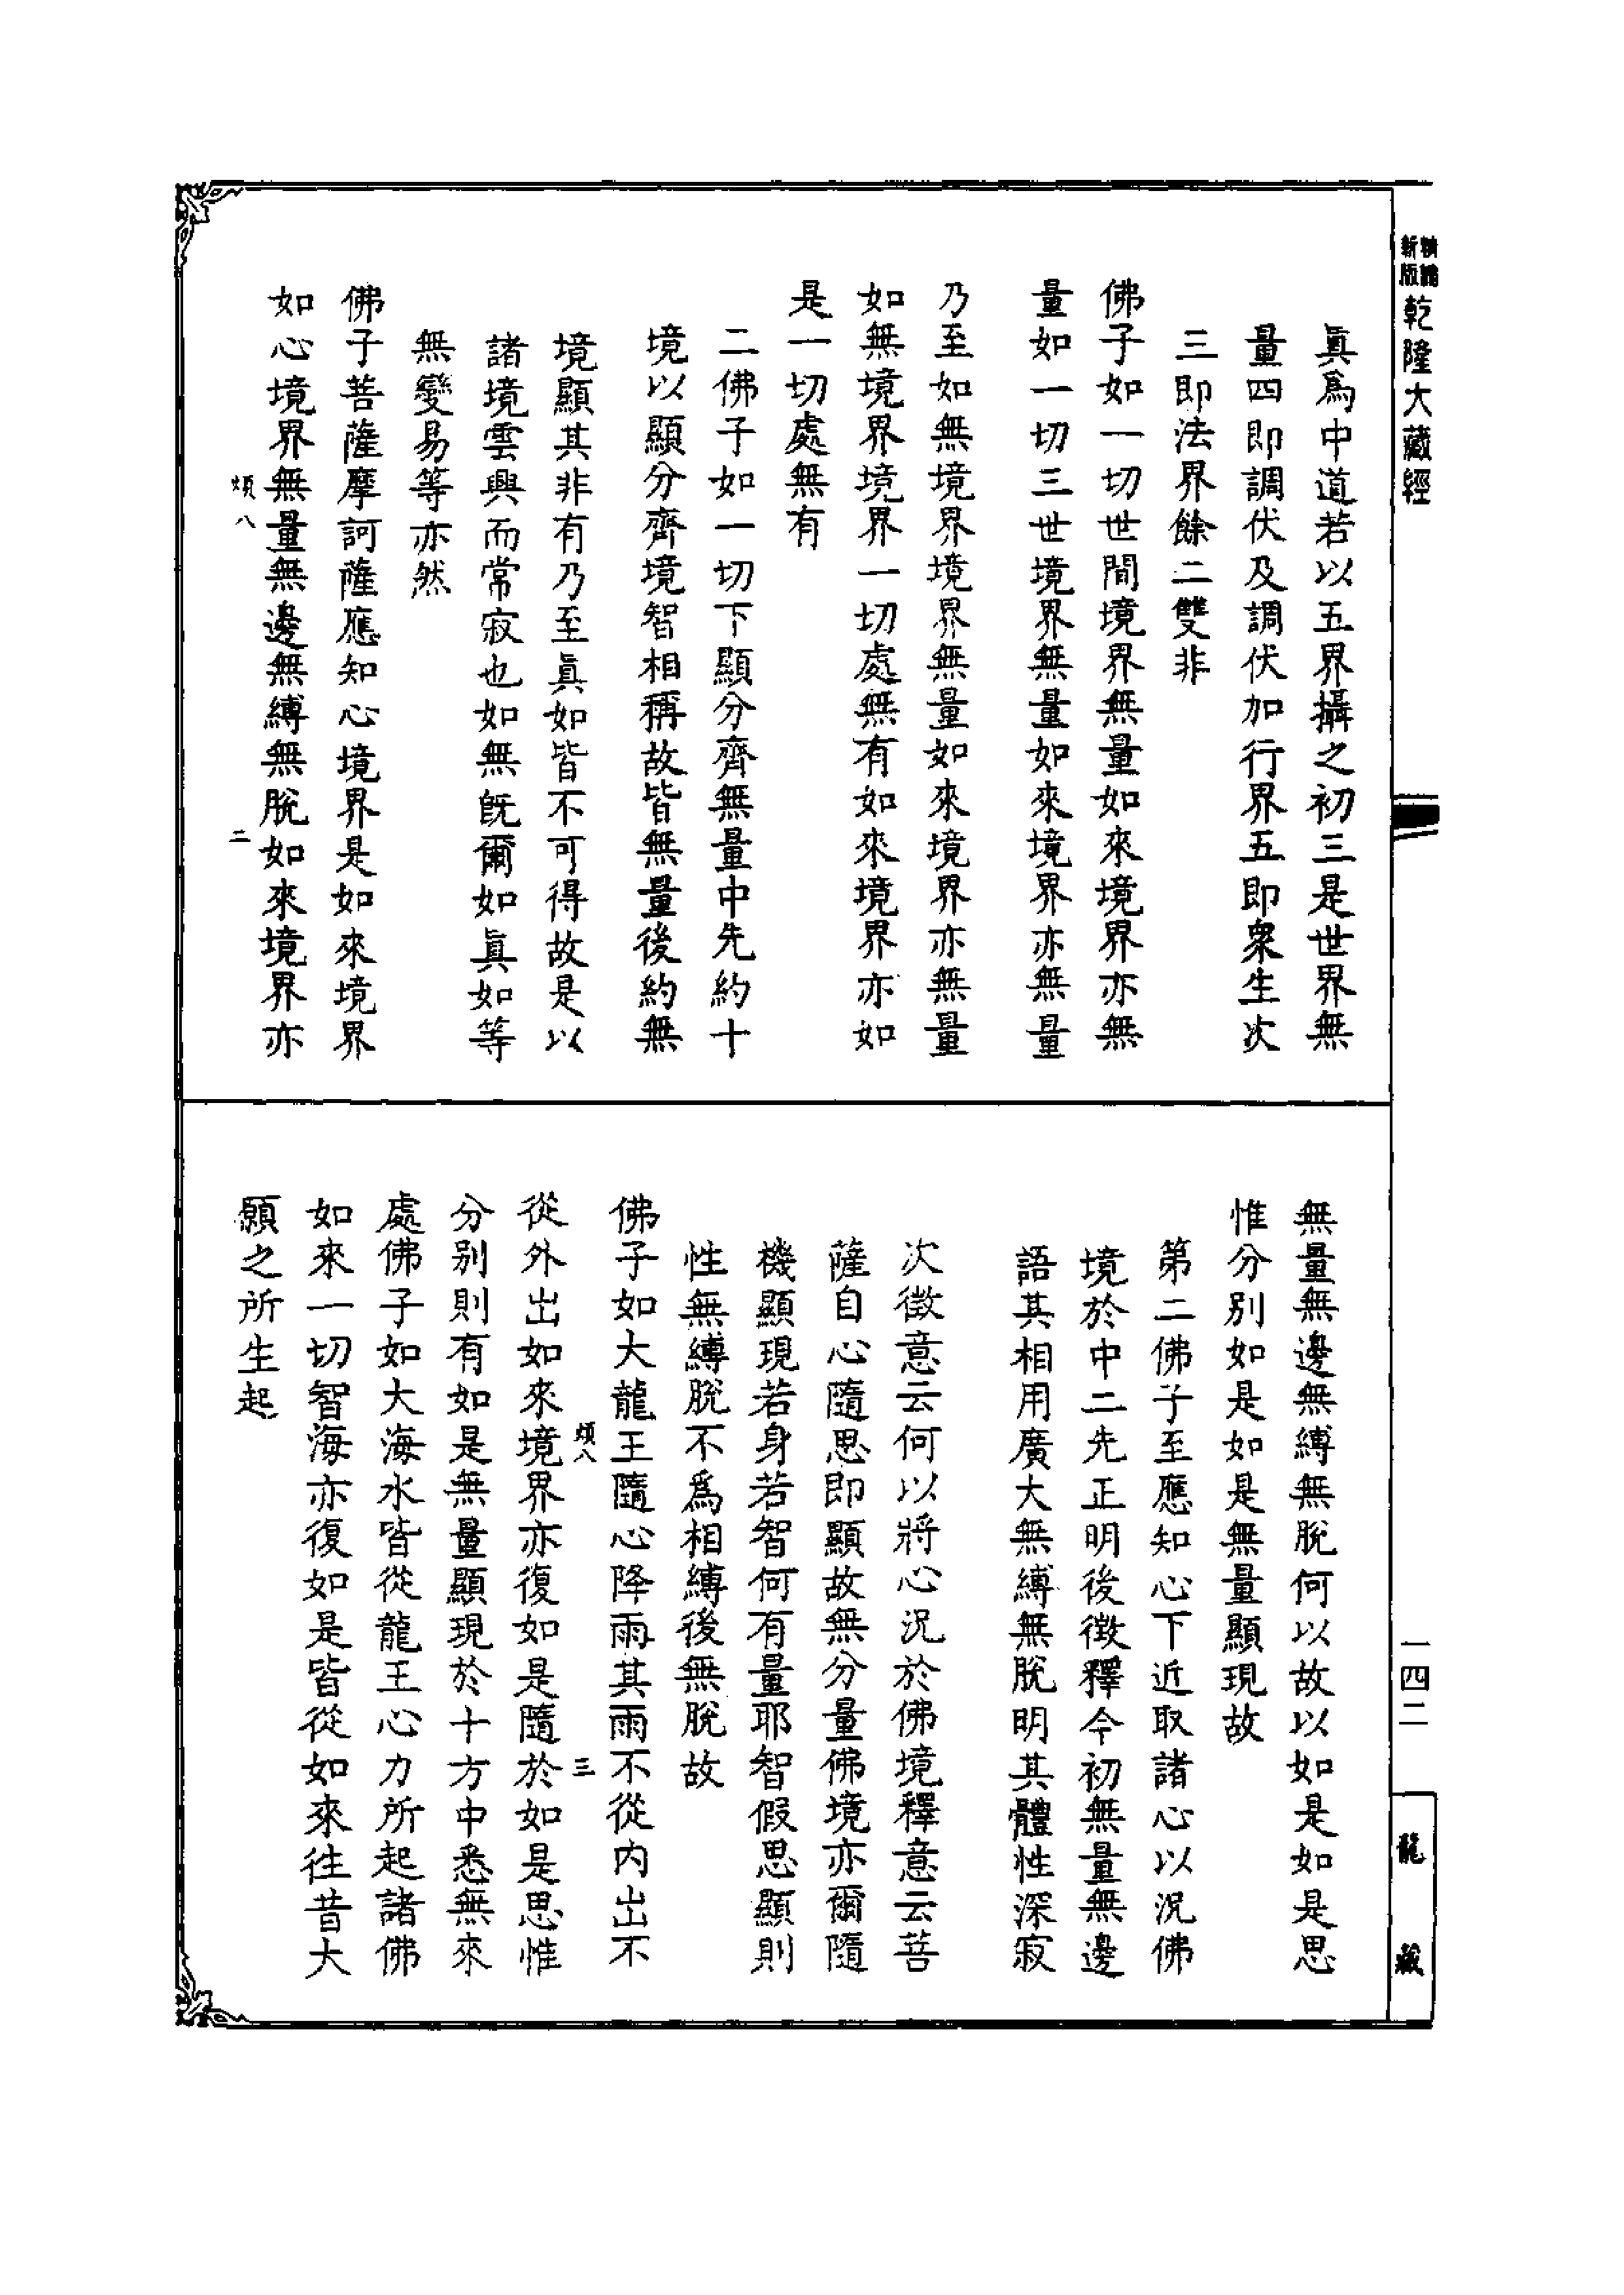 精編
新版
乾隆大藏經
眞爲中道若以五界攝之初三是世界無
量四即調伏及調伏加行界五即衆生次
三即法界餘二雙非
佛子如一切世間境界無量如來境界亦無
量如一切三世境界無量如來境界亦無量
乃至如無境界境界無量如來境界亦無量
如無境界境界一切處無有如來境界亦如
是一切處無有
二佛子如一切下顯分齊無量中先約十
境以顯分齊境智相稱故皆無量後約無
境顯其非有乃至眞如皆不可得故是以
諸境雲興而常寂也如無旣爾如眞如等
無變易等亦然
佛子菩薩摩訶薩應知心境界是如來境界
如心境界無量無邊無縛無脫如來境界亦
煩八
二
無量無邊無縛無脫何以故以如是如是思
惟分別如是如是無量顯現故
第二佛子至應知心下近取諸心以況佛
境於中二先正明後徴釋今初無量無邊
語其相用廣大無縛無脫明其體性深寂
次徴意云何以將心況於佛境釋意云菩
薩自心隨思即顯故無分量佛境亦爾隨
機顯現若身若智何有量耶智假思顯則
性無縛脫不爲相縛後無脫故
佛子如大龍王隨心降雨其雨不從內出不
煩八
三
從外出如來境界亦復如是隨於如是思惟
分別則有如是無量顯現於十方中悉無來
處佛子如大海水皆從龍王心力所起諸佛
如來一切智海亦復如是皆從如來往昔大
願之所生起
一四二
龍藏